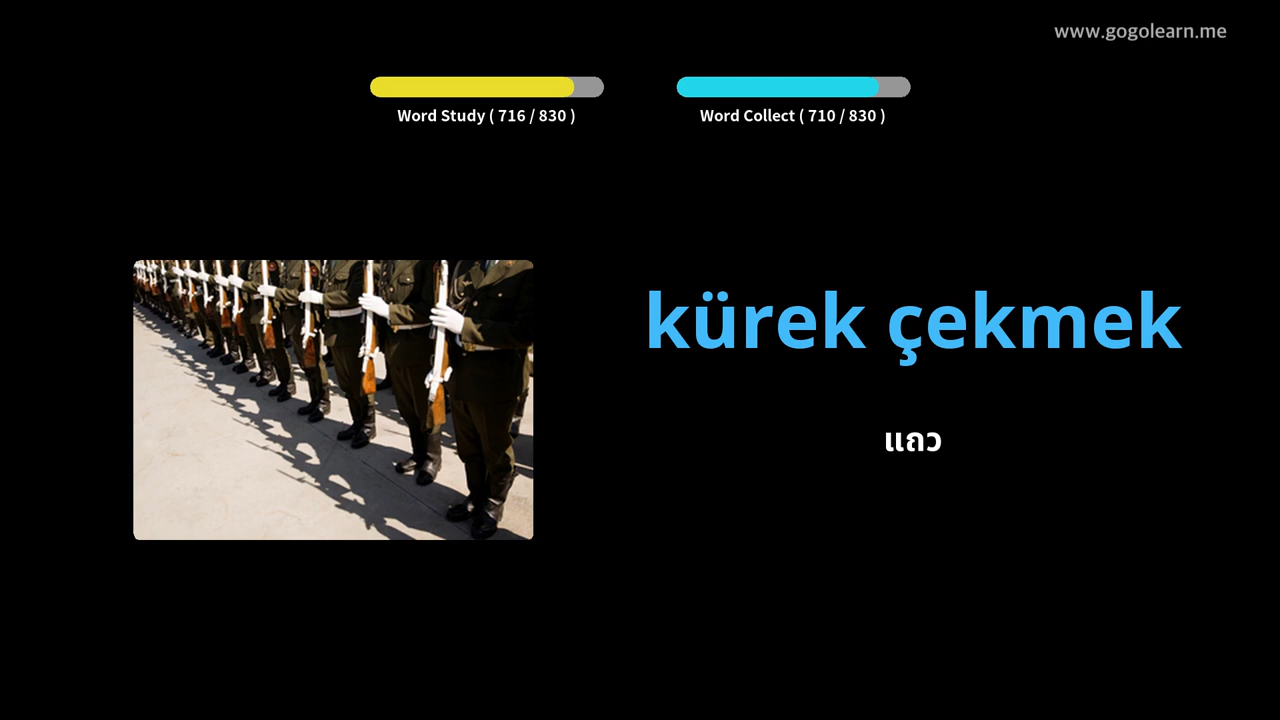 www.gogolearn.me
Word Study ( 716 / 830 )
Word Collect ( 710 / 830 )
kürek çekmek
แถว